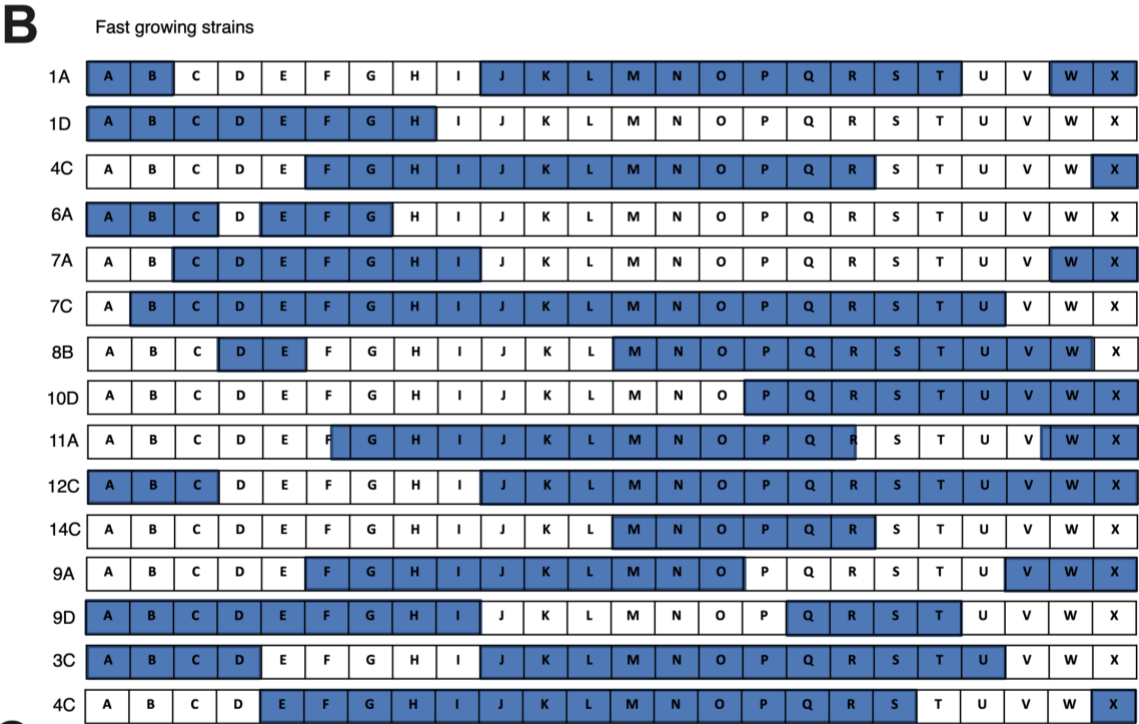 B
Fast growing strains
1A A B C D E F G H I J K L M N O P Q R S T U V W X
1D A B C D E F G H I J K L M N O P Q R S T U V W X
4C A B C D E F G H I J K L M N O P Q R S T U V W X
6A A B C D E F G H I J K L M N O P Q R S T U V W X
7A A B C D E F G H I J K L M N O P Q R S T U V W X
7C A B C D E F G H I J K L M N O P Q R S T U V W X
8B A B C D E F G H I J K L M N O P Q R S T U V W X
10D A B C D E F G H I J K L M N O P Q R S T U V W X
11A A B C D E F G H I J K L M N O P Q R S T U V W X
12C A B C D E F G H I J K L M N O P Q R S T U V W X
14C A B C D E F G H I J K L M N O P Q R S T U V W X
9A A B C D E F G H I J K L M N O P Q R S T U V W X
9D A B C D E F G H I J K L M N O P Q R S T U V W X
3C A B C D E F G H I J K L M N O P Q R S T U V W X
4C A B C D E F G H I J K L M N O P Q R S T U V W X